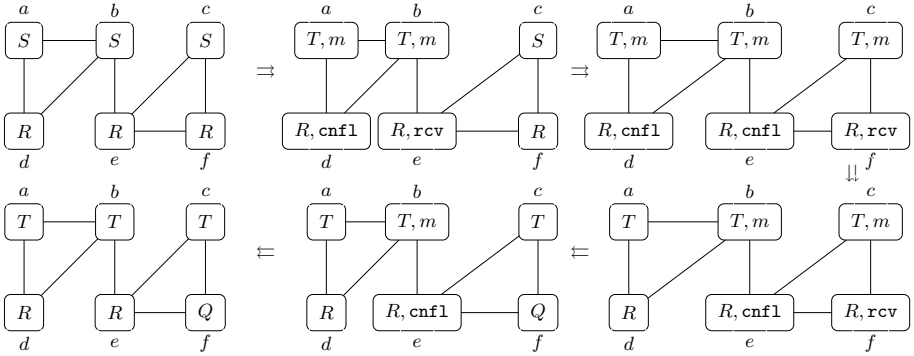 a b c a b c a b c
S S S ⇉ T, m T, m S ⇉ T, m T, m T, m
R R R R, cnfl R, rcv R R, cnfl R, cnfl R, rcv
d e f d e f d e f
⇊
a b c a b c a b c
T T T ⇇ T T, m T ⇇ T T, m T, m
R R Q R R, cnfl Q R R, cnfl R, rcv
d e f d e f d e f